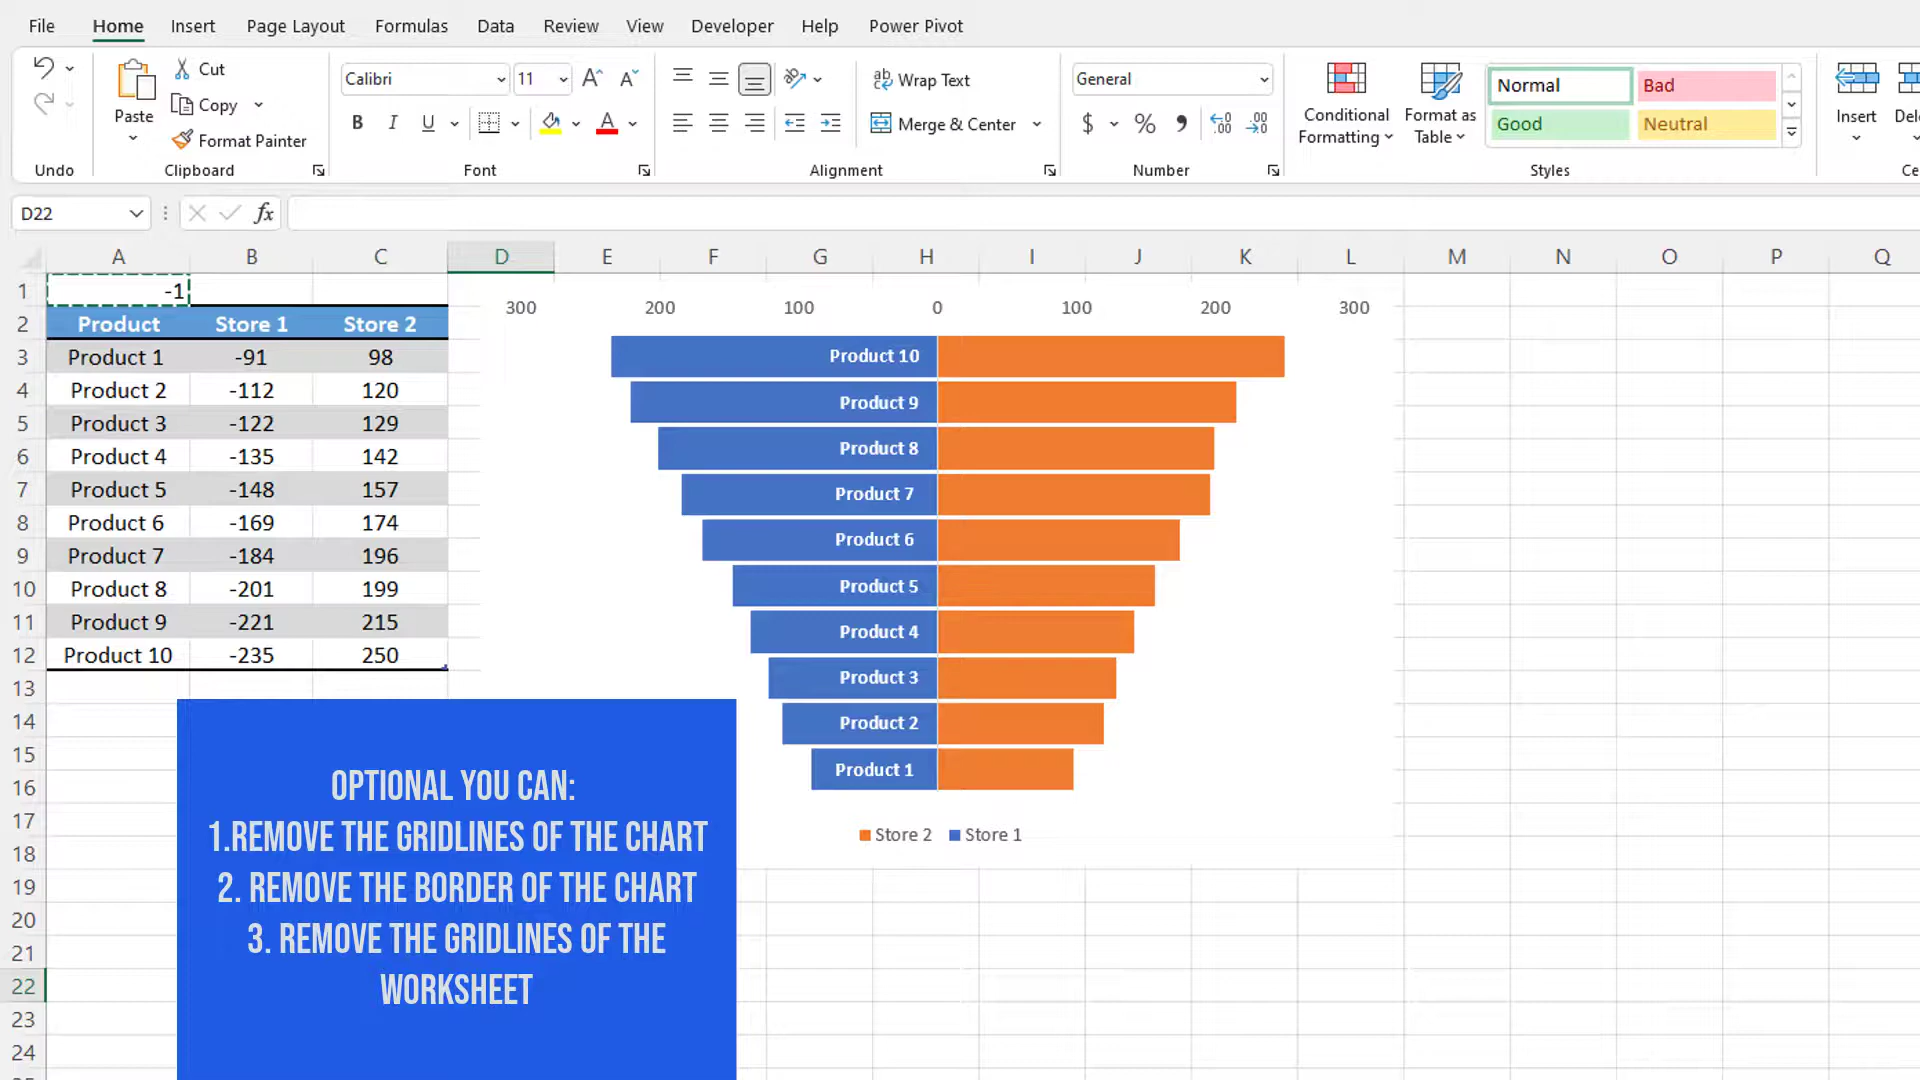 File Home Insert Page Layout Formulas Data Review View Developer Help Power Pivot
Cut
Copy
Format Painter
Paste
Calibri 11
B I U
Wrap Text
Merge & Center
General
$ % 9
Conditional Formatting
Format as Table
Normal Bad
Good Neutral
Insert
Undo Clipboard Font Alignment Number Styles
D22 fx
A B C D E F G H I J K L M N O P Q
1 -1
2 Product Store 1 Store 2
3 Product 1 -91 98
4 Product 2 -112 120
5 Product 3 -122 129
6 Product 4 -135 142
7 Product 5 -148 157
8 Product 6 -169 174
9 Product 7 -184 196
10 Product 8 -201 199
11 Product 9 -221 215
12 Product 10 -235 250
13
14
15
16
17
18
19
20
21
22
23
24
300 200 100 0 100 200 300
Product 10
Product 9
Product 8
Product 7
Product 6
Product 5
Product 4
Product 3
Product 2
Product 1
Store 2 Store 1
OPTIONAL YOU CAN:
1.REMOVE THE GRIDLINES OF THE CHART
2. REMOVE THE BORDER OF THE CHART
3. REMOVE THE GRIDLINES OF THE
WORKSHEET